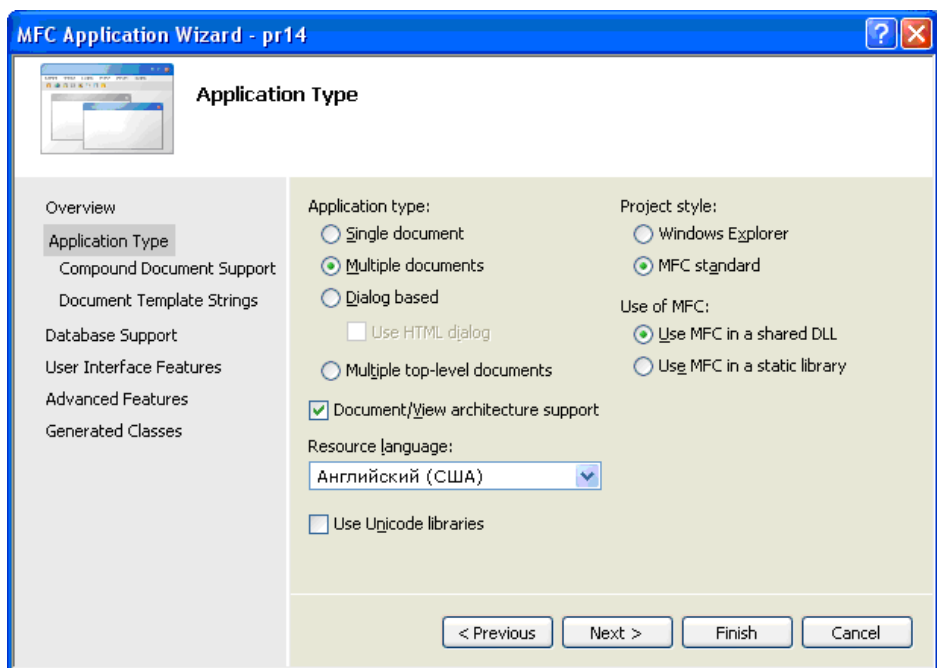 MFC Application Wizard - pr14
Application Type
Overview
Application Type
Compound Document Support
Document Template Strings
Database Support
User Interface Features
Advanced Features
Generated Classes
Application type:
Single document
Multiple documents
Dialog based
Use HTML dialog
Multiple top-level documents
Document/View architecture support
Resource language:
Английский (США)
Use Unicode libraries
Project style:
Windows Explorer
MFC standard
Use of MFC:
Use MFC in a shared DLL
Use MFC in a static library
< Previous
Next >
Finish
Cancel